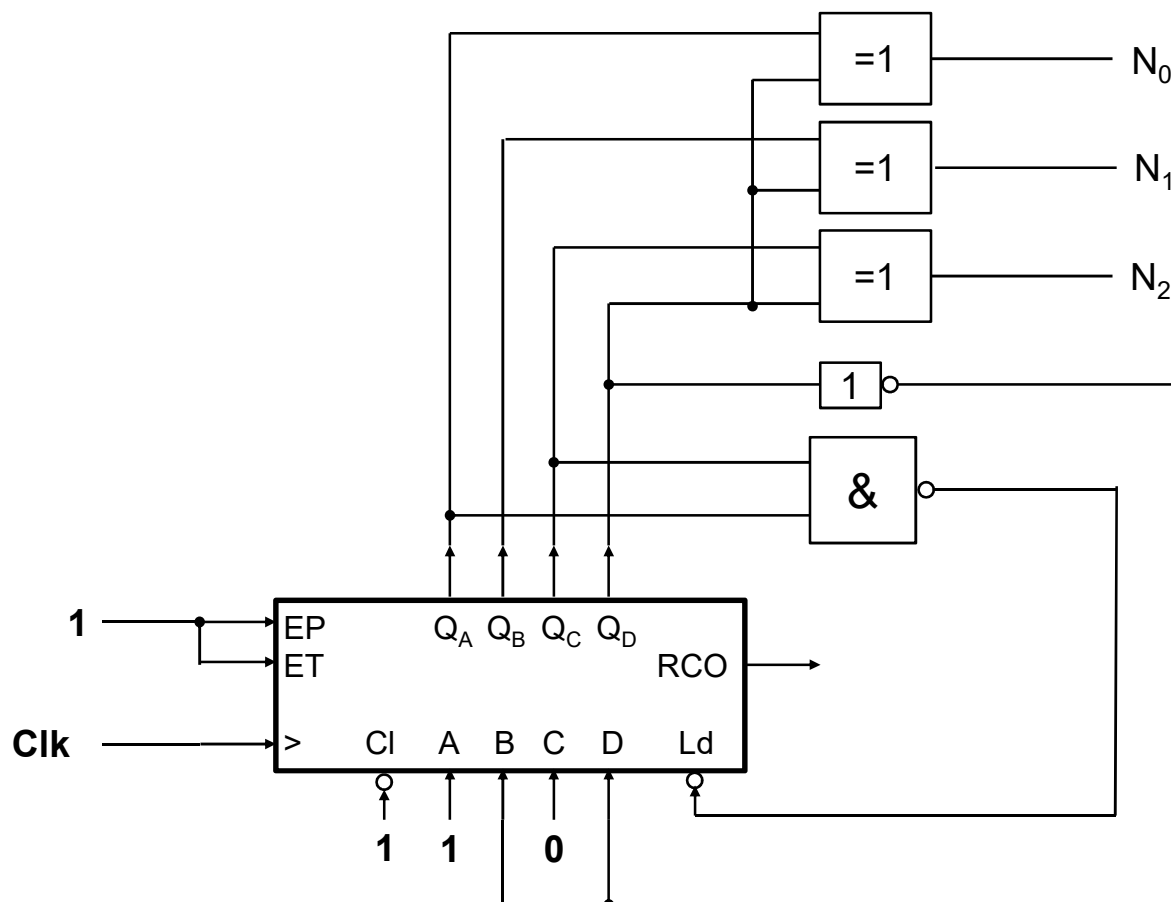 =1 N0
=1 N1
=1 N2
1
&
1 EP QA QB QC QD
ET RCO
Clk > Cl A B C D Ld
1 1 0